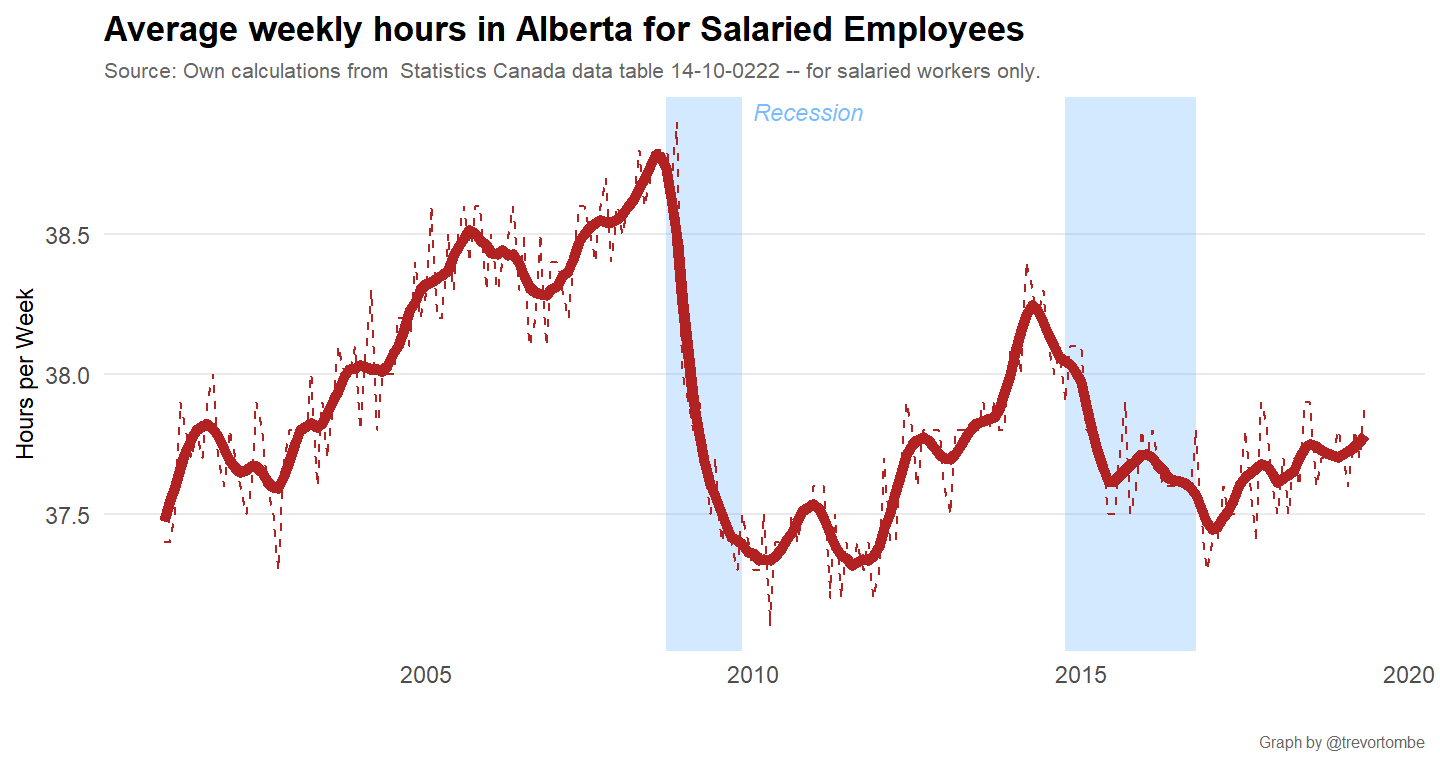 Average weekly hours in Alberta for Salaried Employees
Source: Own calculations from  Statistics Canada data table 14-10-0222 -- for salaried workers only.
Recession
38.5
38.0
37.5
Hours per Week
2005
2010
2015
2020
Graph by @trevortombe